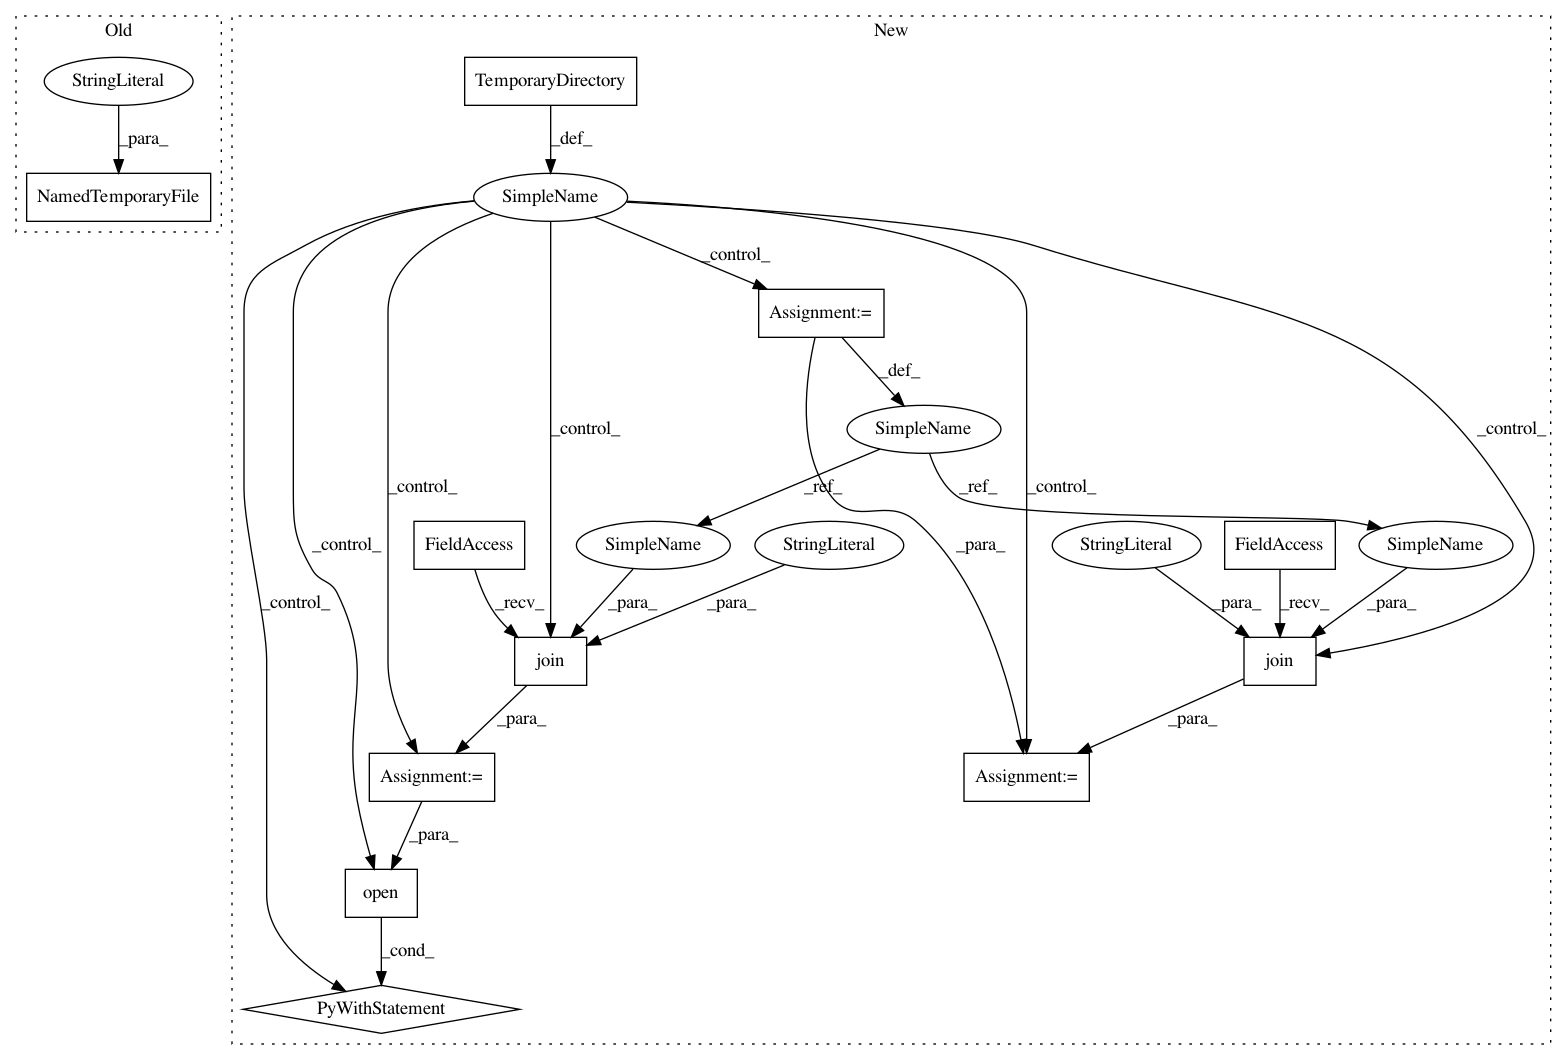 Old
New
StringLiteral
TemporaryDirectory
_para_
_def_
NamedTemporaryFile
SimpleName
_control_
Assignment:=
_def_
_control_
_control_
SimpleName
_control_
_ref_
_ref_
_control_
_control_
FieldAccess
SimpleName
StringLiteral
_para_
StringLiteral
FieldAccess
SimpleName
_control_
_recv_
_para_
_para_
_para_
_recv_
_para_
join
join
_para_
_para_
Assignment:=
Assignment:=
_para_
open
_cond_
PyWithStatement